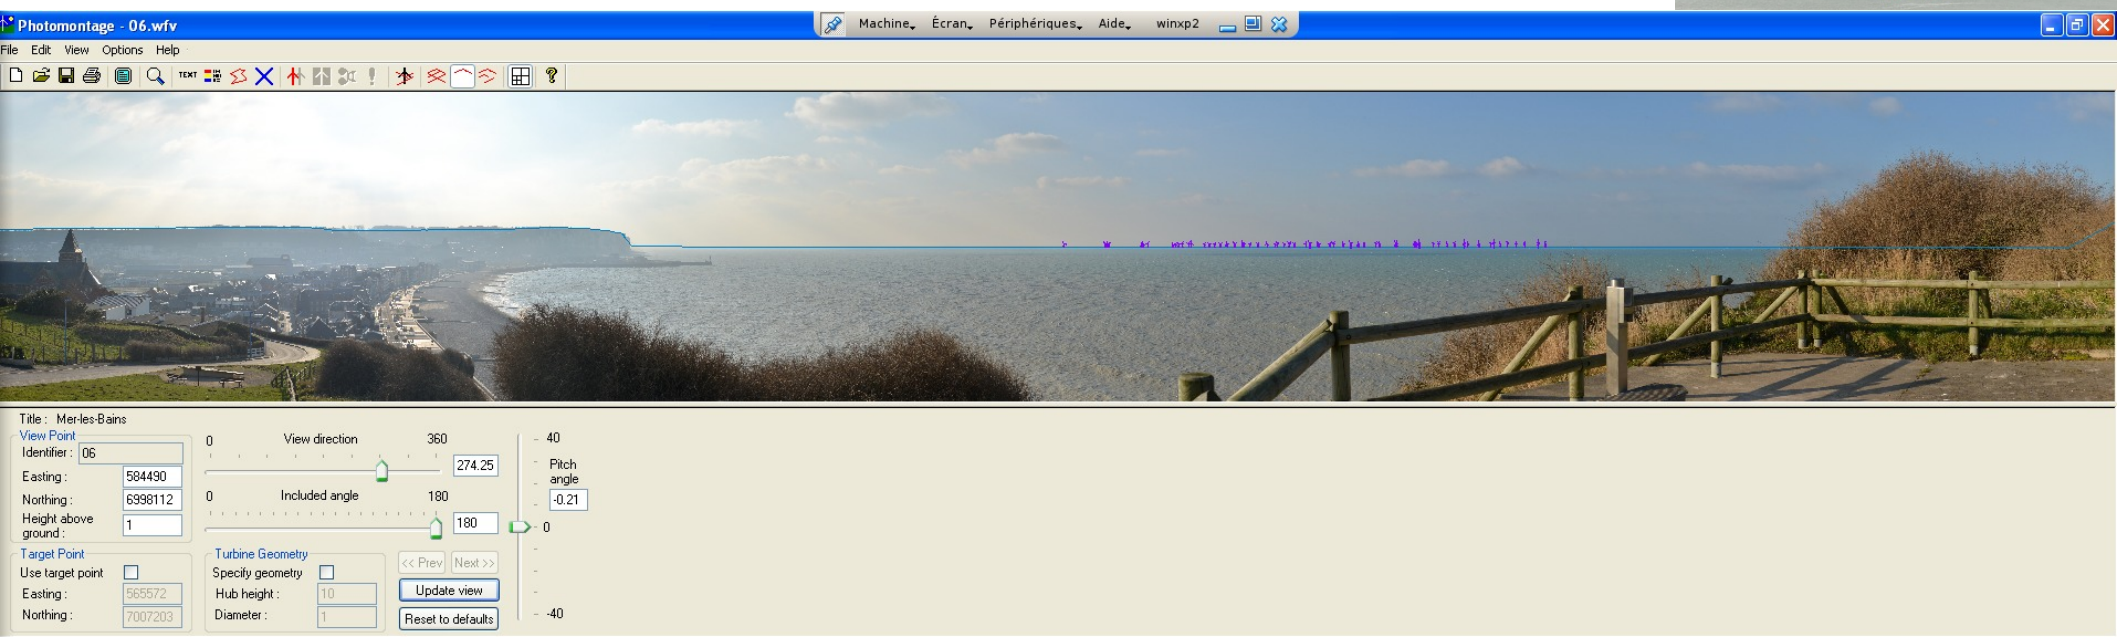 Photomontage - 06.wfv
Machine Écran Périphériques Aide winxp2
File Edit View Options Help
TEXT
Title : Mer-les-Bains
View Point
Identifier : 06
Easting : 584490
Northing : 6998112
Height above
ground : 1
0 View direction 360
274.25
0 Included angle 180
180
40
Pitch
angle
-0.21
0
-40
Target Point
Use target point
Easting : 565572
Northing : 7007203
Turbine Geometry
Specify geometry
Hub height : 10
Diameter : 1
<< Prev Next >>
Update view
Reset to defaults